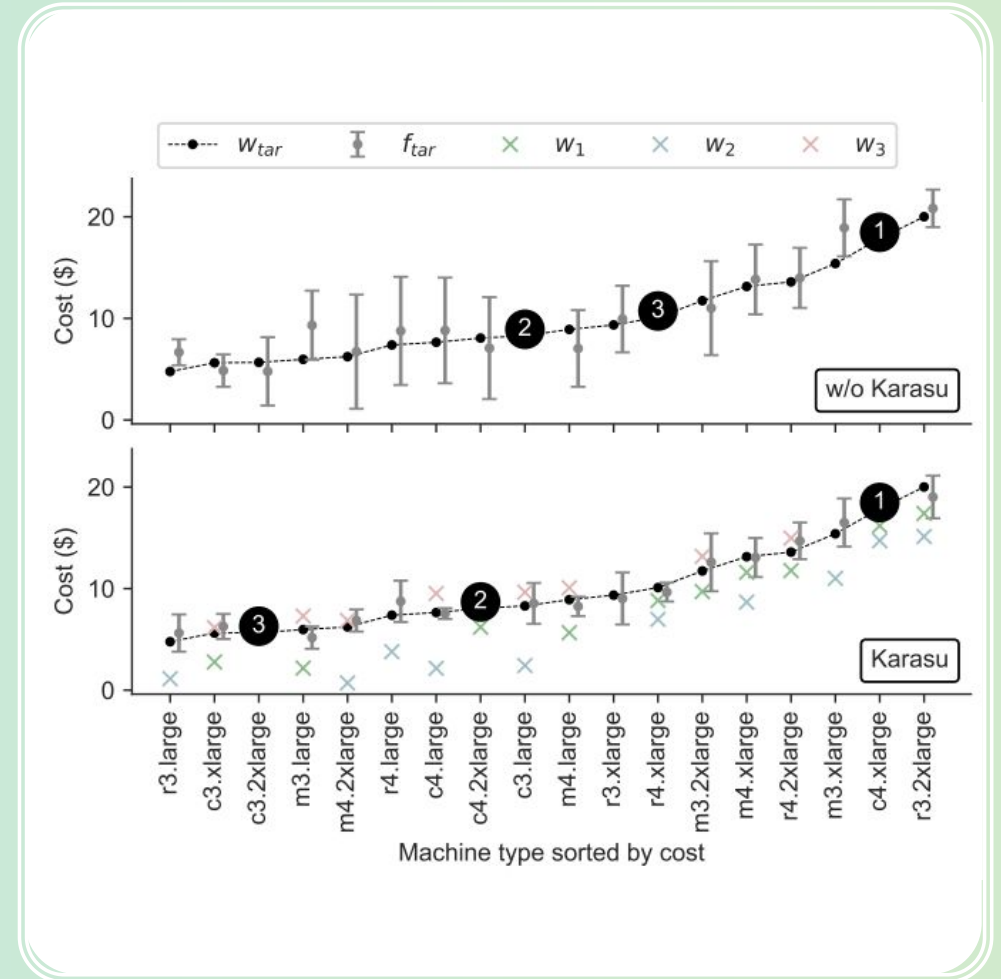 w_tar f_tar w_1 w_2 w_3
Cost ($)
20
10
0
1
2
3
w/o Karasu
Cost ($)
20
10
0
1
2
3
Karasu
r3.large
c3.xlarge
c3.2xlarge
m3.large
m4.2xlarge
r4.large
c4.large
c4.2xlarge
c3.large
m4.large
r3.xlarge
r4.xlarge
m3.2xlarge
m4.xlarge
r4.2xlarge
m3.xlarge
c4.xlarge
r3.2xlarge
Machine type sorted by cost